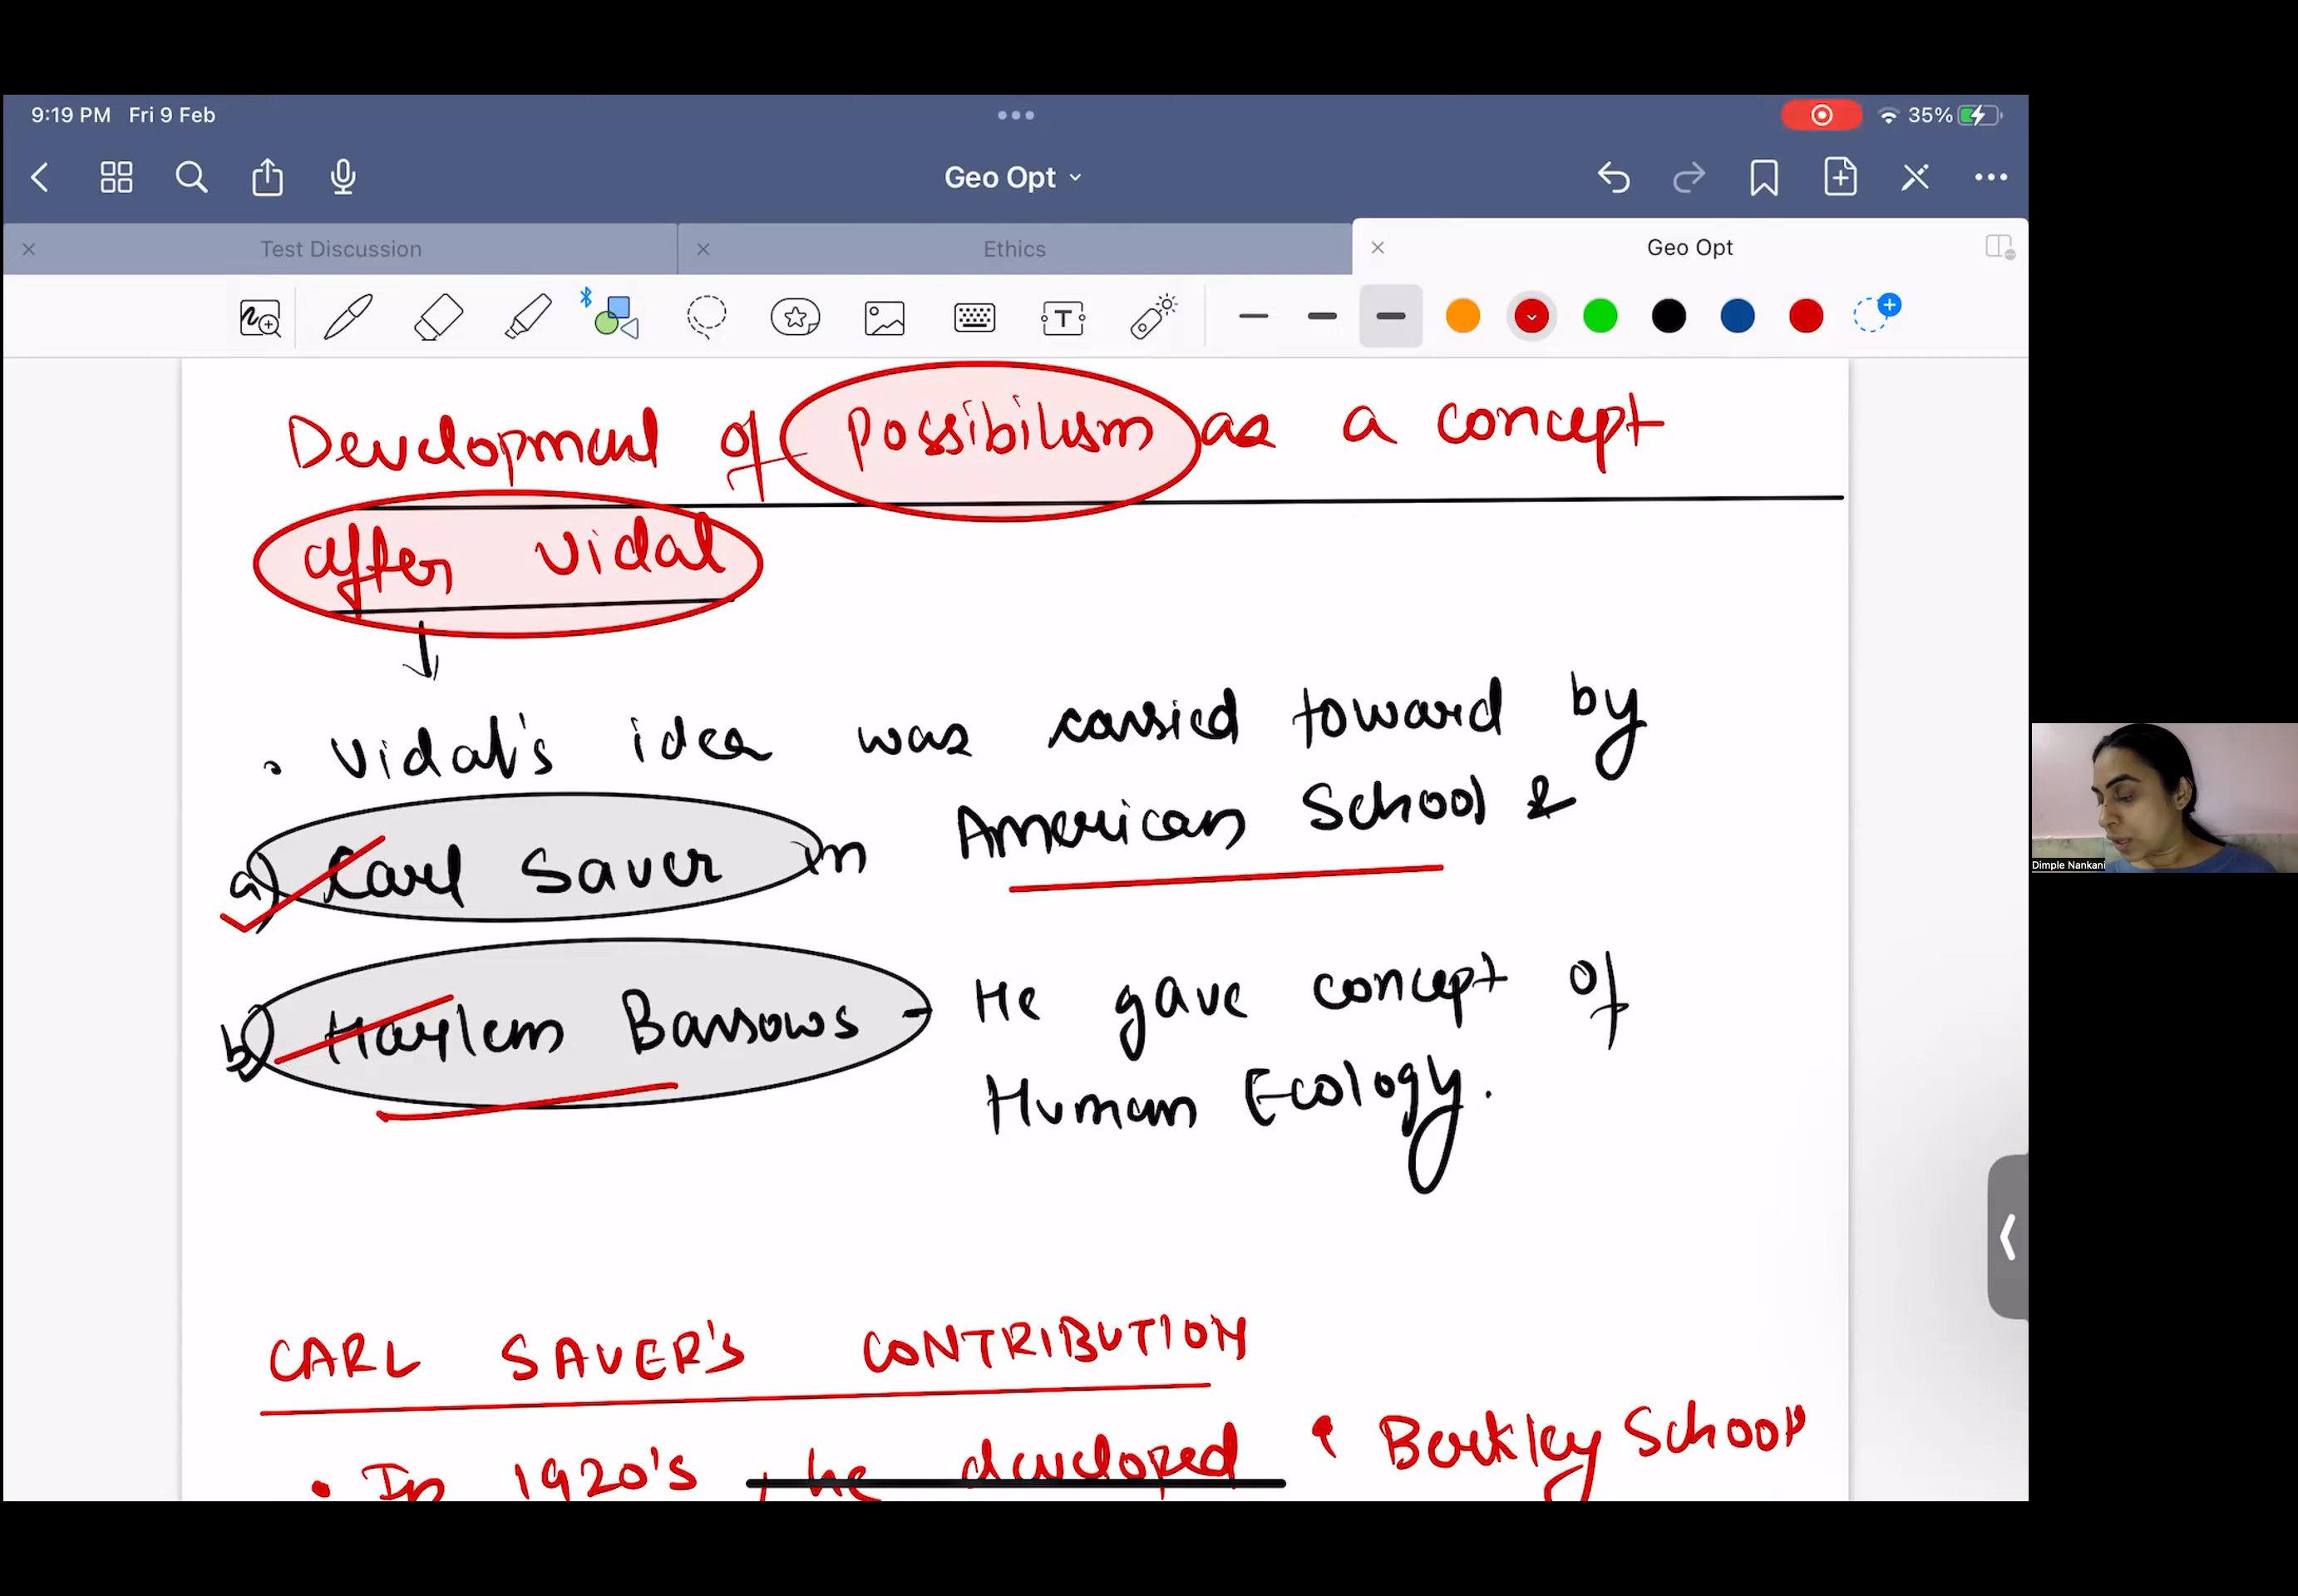 9:19 PM Fri 9 Feb
35%
Geo Opt
Test Discussion
Ethics
Geo Opt
Development of Possibilism as a concept
after Vidal
Vidal's idea was carried toward by
a) Carl Sauer in American School &
b) Harlem Barrows - He gave concept of
Human Ecology.
Dimple Nankani
CARL SAUER'S CONTRIBUTION
• In 1920's, he developed Berkley School